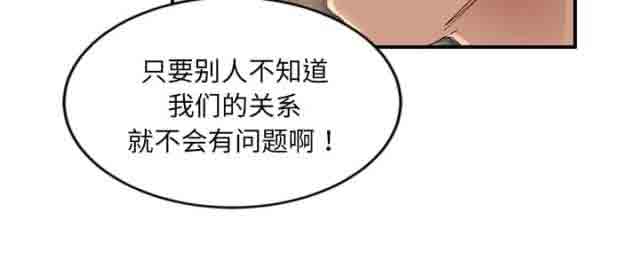 只要别人不知道
我们的关系
就不会有问题啊！